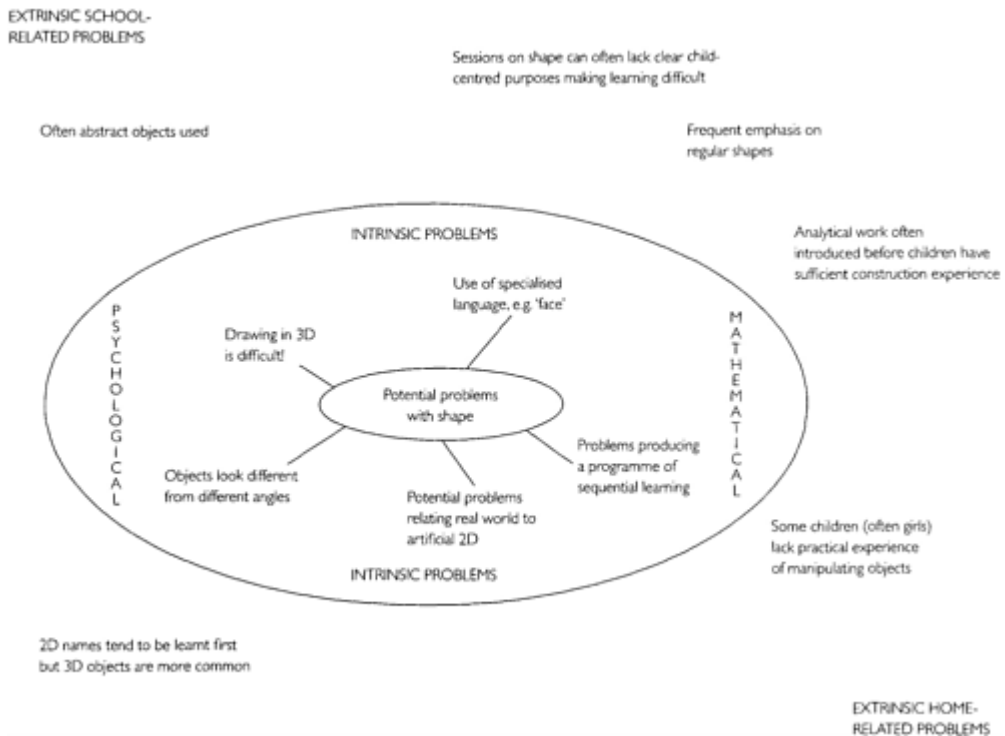 EXTRINSIC SCHOOL-
RELATED PROBLEMS
Sessions on shape can often lack clear child-
centred purposes making learning difficult
Often abstract objects used
Frequent emphasis on
regular shapes
INTRINSIC PROBLEMS
Analytical work often
introduced before children have
sufficient construction experience
Use of specialised
language, e.g. 'face'
PSYCHOLOGICAL
MATHEMATICAL
Drawing in 3D
is difficult!
Potential problems
with shape
Objects look different
from different angles
Problems producing
a programme of
sequential learning
Potential problems
relating real world to
artificial 2D
Some children (often girls)
lack practical experience
of manipulating objects
INTRINSIC PROBLEMS
2D names tend to be learnt first
but 3D objects are more common
EXTRINSIC HOME-
RELATED PROBLEMS